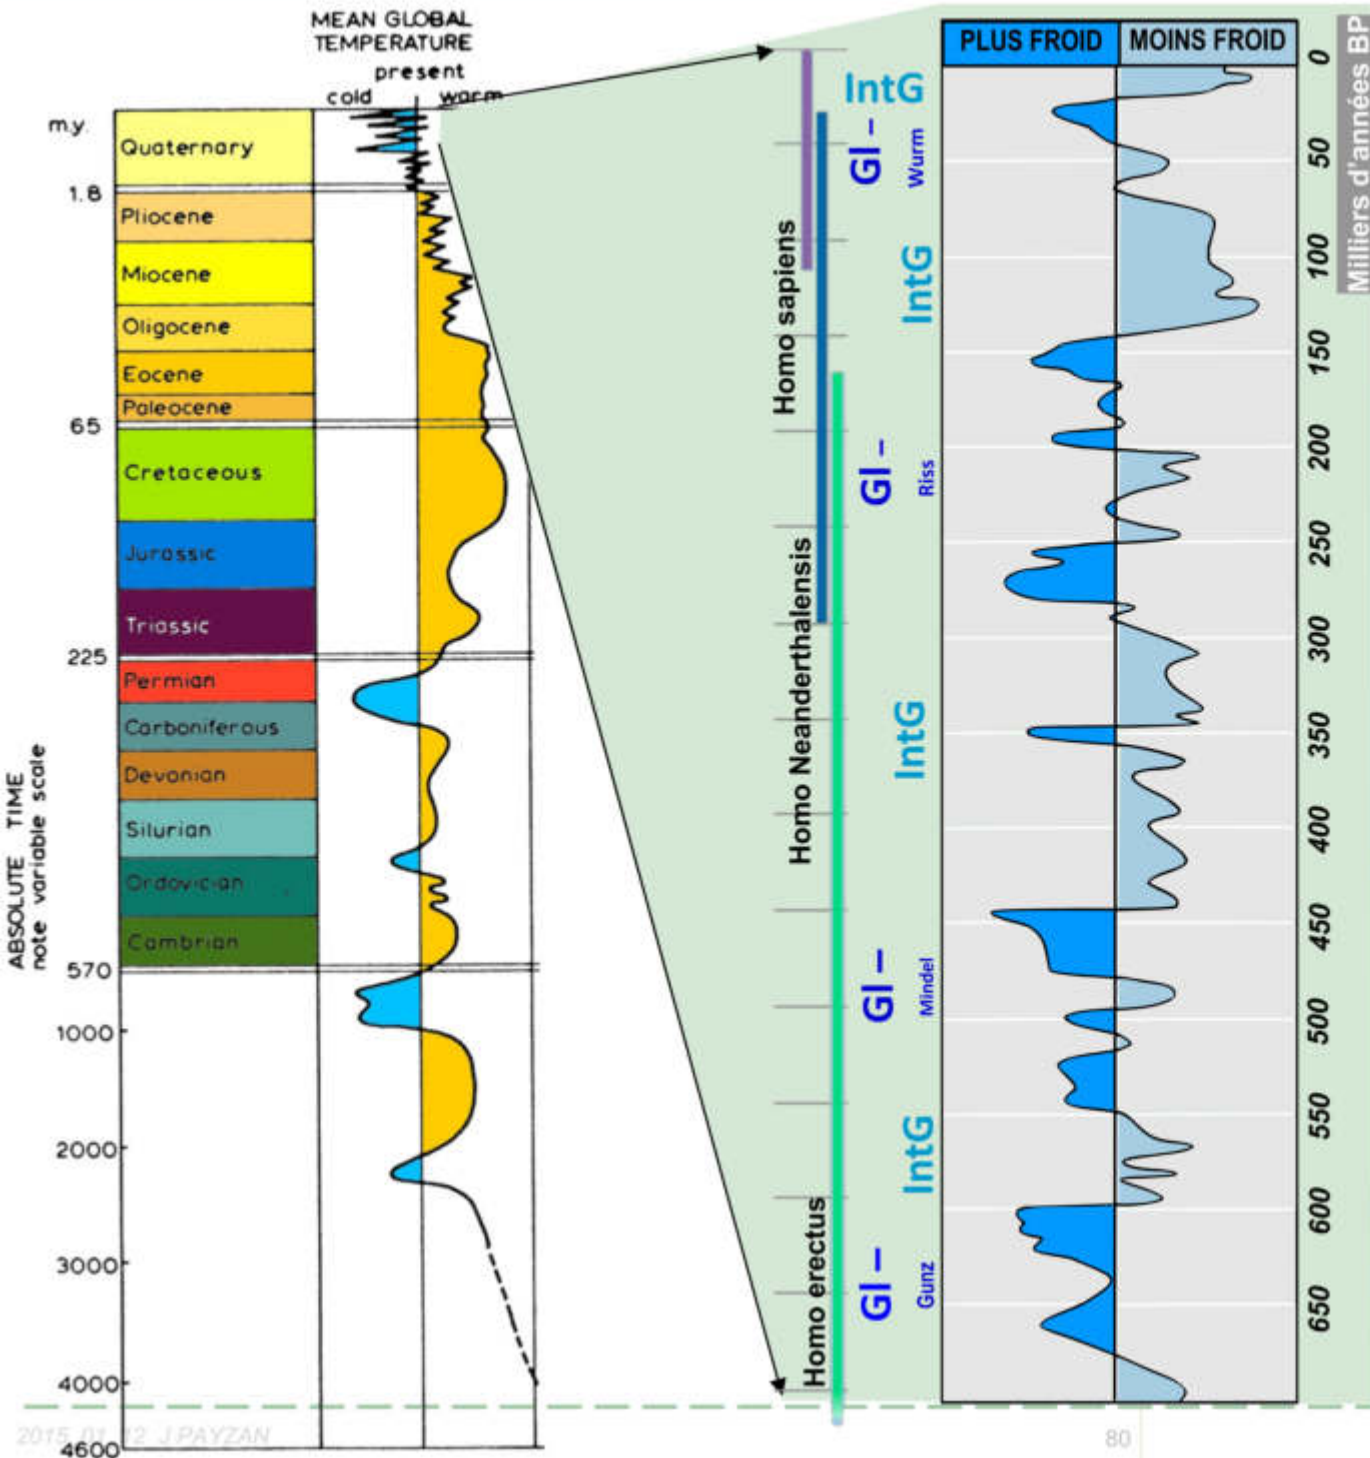 MEAN GLOBAL
TEMPERATURE
present
cold
warm
m.y.
Quaternary
1.8
Pliocene
Miocene
Oligocene
Eocene
Paleocene
65
Cretaceous
Jurassic
Triassic
225
Permian
Carboniferous
Devonian
Silurian
Ordovician
Cambrian
570
1000
2000
3000
4000
4600
ABSOLUTE TIME
note variable scale
2015 01 12 J PAYZAN
Homo sapiens
Homo Neanderthalensis
Homo erectus
IntG
Gl -
Wurm
IntG
Gl -
Riss
IntG
Gl -
Mindel
IntG
Gl -
Gunz
PLUS FROID
MOINS FROID
0
50
100
150
200
250
300
350
400
450
500
550
600
650
Milliers d'années BP
80